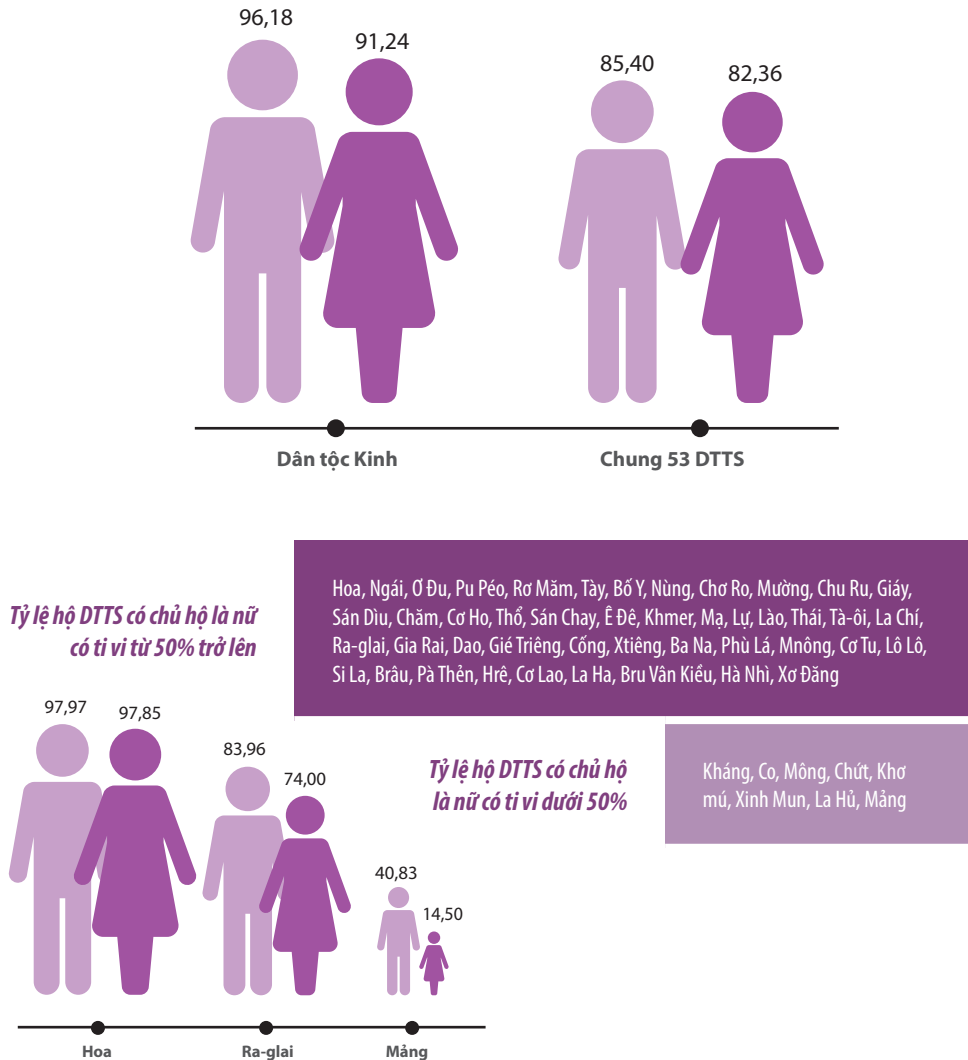 96,18
91,24
85,40
82,36
Dân tộc Kinh
Chung 53 DTTS
Tỷ lệ hộ DTTS có chủ hộ là nữ
có ti vi từ 50% trở lên
Hoa, Ngái, Ơ Đu, Pu Péo, Rơ Măm, Tày, Bố Y, Nùng, Chơ Ro, Mường, Chu Ru, Giáy,
Sán Dìu, Chăm, Cơ Ho, Thổ, Sán Chay, Ê Đê, Khmer, Mạ, Lự, Lào, Thái, Tà-ôi, La Chí,
Ra-glai, Gia Rai, Dao, Gié Triêng, Cống, Xtiêng, Ba Na, Phù Lá, Mnông, Cơ Tu, Lô Lô,
Si La, Brâu, Pà Thẻn, Hrê, Cơ Lao, La Ha, Bru Vân Kiều, Hà Nhì, Xơ Đăng
97,97
97,85
83,96
74,00
40,83
14,50
Hoa
Ra-glai
Mảng
Tỷ lệ hộ DTTS có chủ hộ
là nữ có ti vi dưới 50%
Kháng, Co, Mông, Chứt, Khơ
mú, Xinh Mun, La Hủ, Mảng